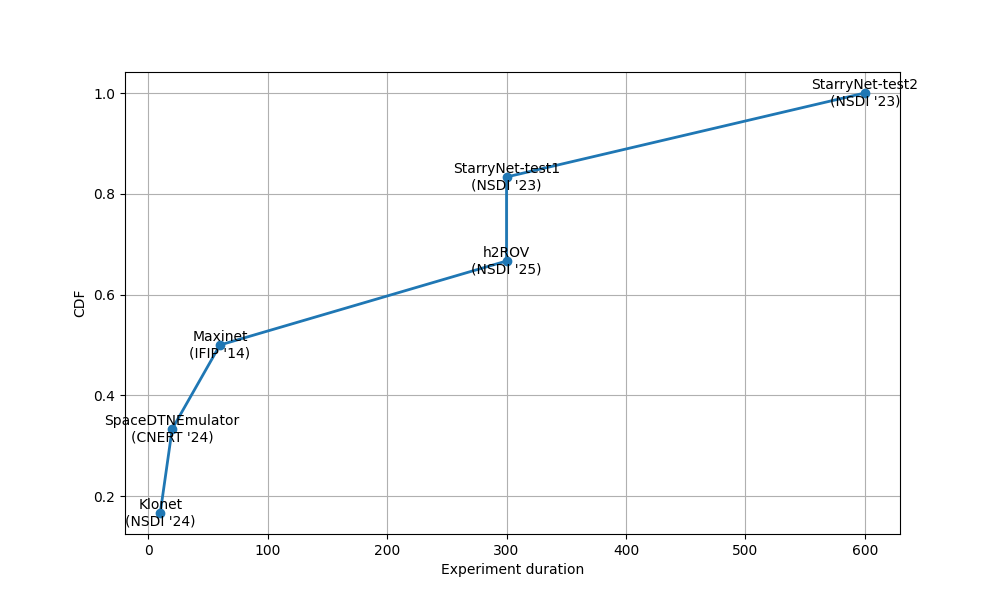 1.0
0.8
0.6
0.4
0.2
CDF
StarryNet-test2
(NSDI '23)
StarryNet-test1
(NSDI '23)
h2ROV
(NSDI '25)
Maxinet
(IFIP '14)
SpaceDTNEmulator
(CNERT '24)
Klonet
(NSDI '24)
0 100 200 300 400 500 600
Experiment duration